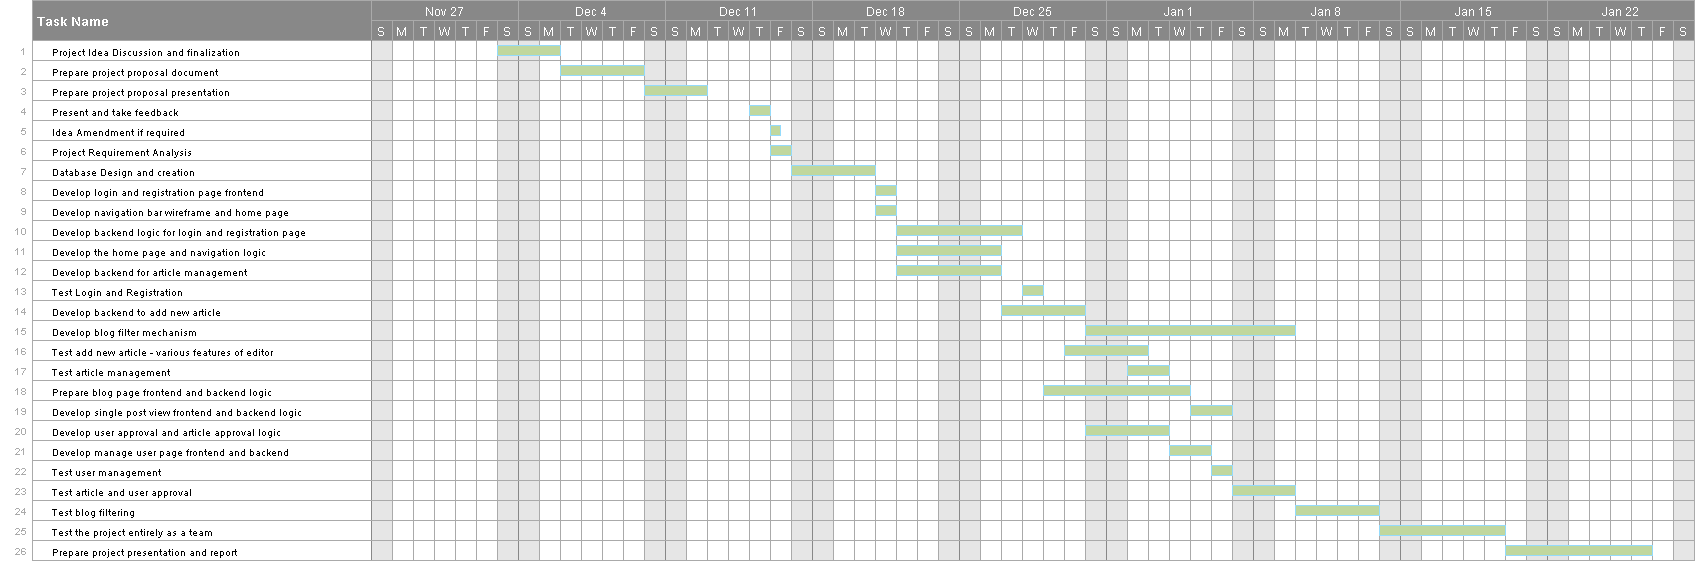 Task Name
Nov 27 Dec 4 Dec 11 Dec 18 Dec 25 Jan 1 Jan 8 Jan 15 Jan 22
S M T W T F S S M T W T F S S M T W T F S S M T W T F S S M T W T F S S M T W T F S S M T W T F S S M T W T F S S M T W T F S
1 Project Idea Discussion and finalization
2 Prepare project proposal document
3 Prepare project proposal presentation
4 Present and take feedback
5 Idea Amendment if required
6 Project Requirement Analysis
7 Database Design and creation
8 Develop login and registration page frontend
9 Develop navigation bar wireframe and home page
10 Develop backend logic for login and registration page
11 Develop the home page and navigation logic
12 Develop backend for article management
13 Test Login and Registration
14 Develop backend to add new article
15 Develop blog filter mechanism
16 Test add new article - various features of editor
17 Test article management
18 Prepare blog page frontend and backend logic
19 Develop single post view frontend and backend logic
20 Develop user approval and article approval logic
21 Develop manage user page frontend and backend
22 Test user management
23 Test article and user approval
24 Test blog filtering
25 Test the project entirely as a team
26 Prepare project presentation and report